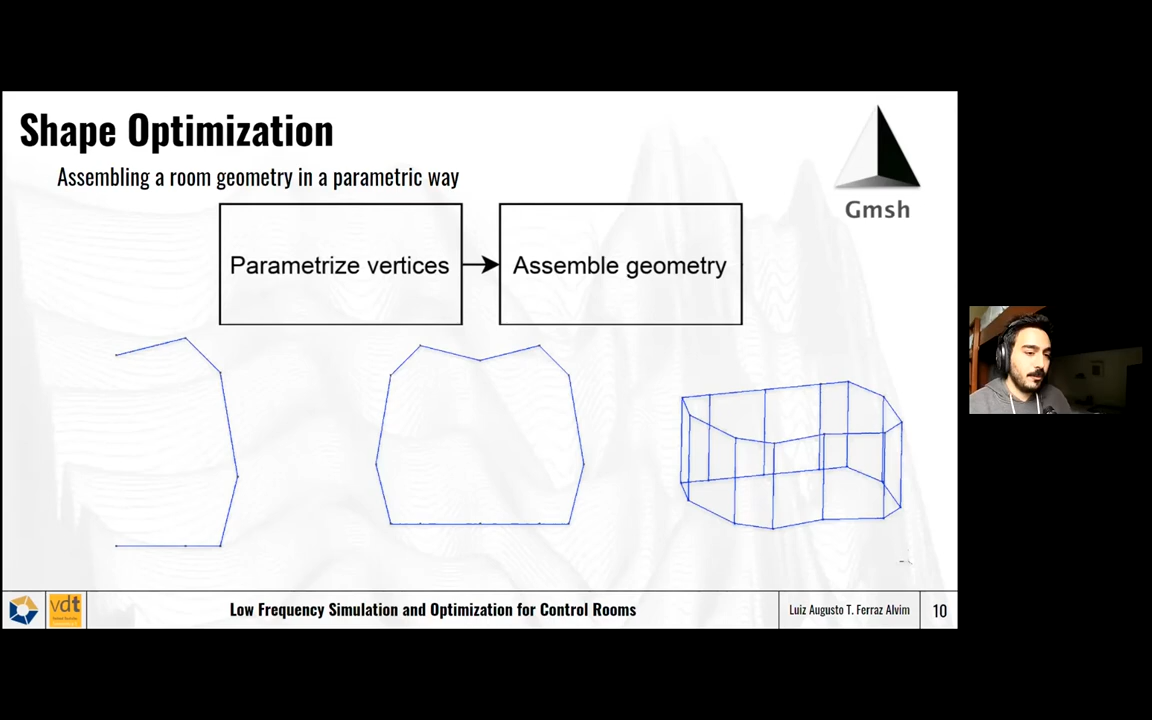 Shape Optimization
Assembling a room geometry in a parametric way
Parametrize vertices
Assemble geometry
Gmsh
vdt
Low Frequency Simulation and Optimization for Control Rooms
Luiz Augusto T. Ferraz Alvim
10